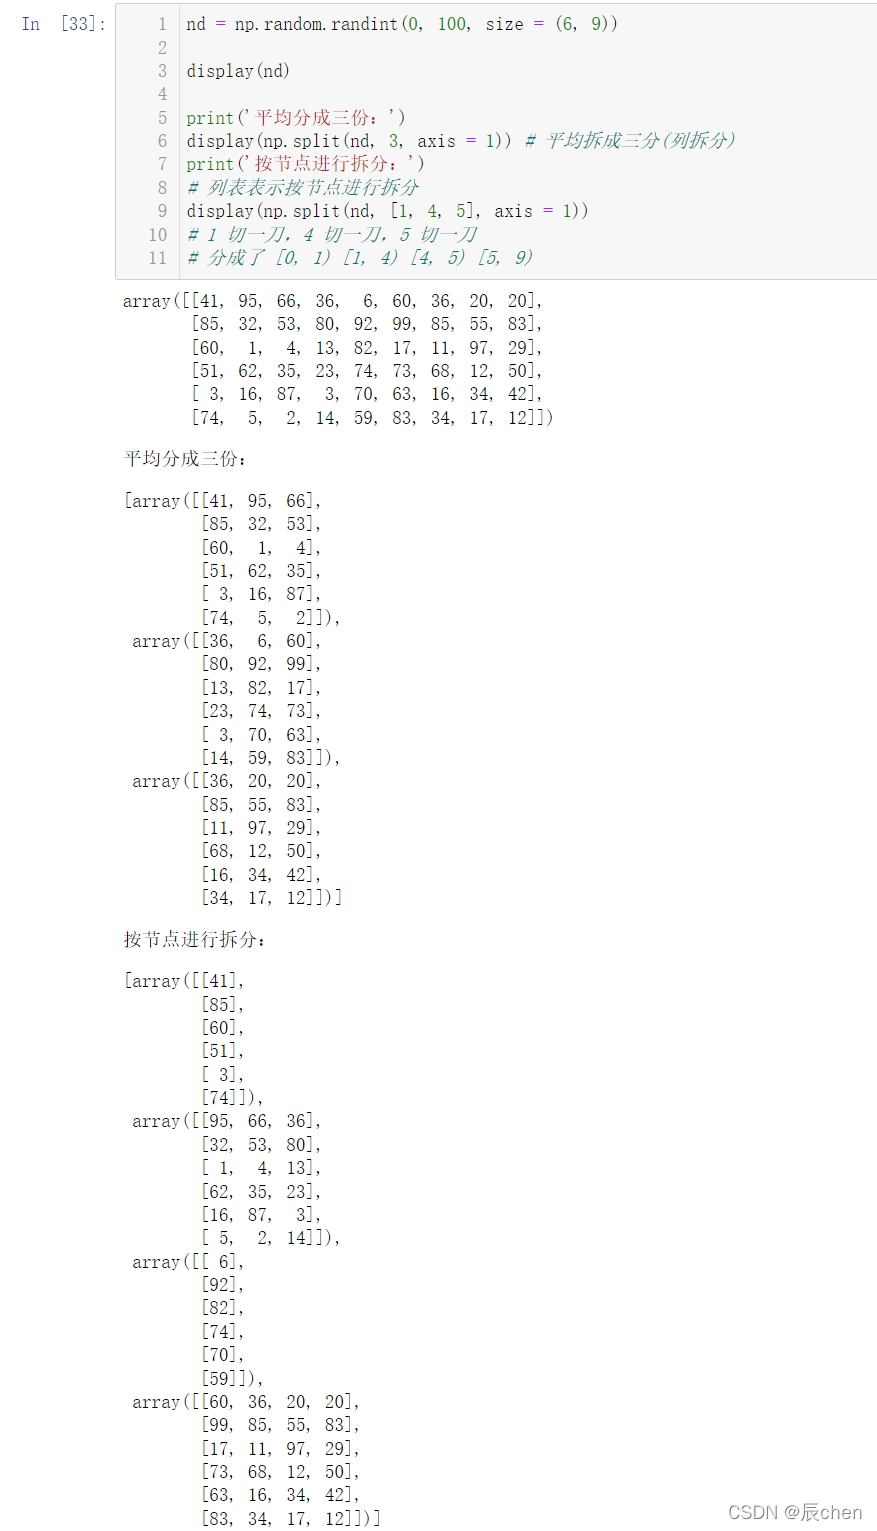 In [33]:
1 nd = np.random.randint(0, 100, size = (6, 9))
2
3 display(nd)
4
5 print('平均分成三份：')
6 display(np.split(nd, 3, axis = 1)) # 平均拆成三分(列拆分)
7 print('按节点进行拆分：')
8 # 列表表示按节点进行拆分
9 display(np.split(nd, [1, 4, 5], axis = 1))
10 # 1 切一刀，4 切一刀，5 切一刀
11 # 分成了 [0, 1) [1, 4) [4, 5) [5, 9)
array([[41, 95, 66, 36,  6, 60, 36, 20, 20],
       [85, 32, 53, 80, 92, 99, 85, 55, 83],
       [60,  1,  4, 13, 82, 17, 11, 97, 29],
       [51, 62, 35, 23, 74, 73, 68, 12, 50],
       [ 3, 16, 87,  3, 70, 63, 16, 34, 42],
       [74,  5,  2, 14, 59, 83, 34, 17, 12]])
平均分成三份：
[array([[41, 95, 66],
        [85, 32, 53],
        [60,  1,  4],
        [51, 62, 35],
        [ 3, 16, 87],
        [74,  5,  2]]),
 array([[36,  6, 60],
        [80, 92, 99],
        [13, 82, 17],
        [23, 74, 73],
        [ 3, 70, 63],
        [14, 59, 83]]),
 array([[36, 20, 20],
        [85, 55, 83],
        [11, 97, 29],
        [68, 12, 50],
        [16, 34, 42],
        [34, 17, 12]])]
按节点进行拆分：
[array([[41],
        [85],
        [60],
        [51],
        [ 3],
        [74]]),
 array([[95, 66, 36],
        [32, 53, 80],
        [ 1,  4, 13],
        [62, 35, 23],
        [16, 87,  3],
        [ 5,  2, 14]]),
 array([[ 6],
        [92],
        [82],
        [74],
        [70],
        [59]]),
 array([[60, 36, 20, 20],
        [99, 85, 55, 83],
        [17, 11, 97, 29],
        [73, 68, 12, 50],
        [63, 16, 34, 42],
        [83, 34, 17, 12]])]
CSDN @辰chen